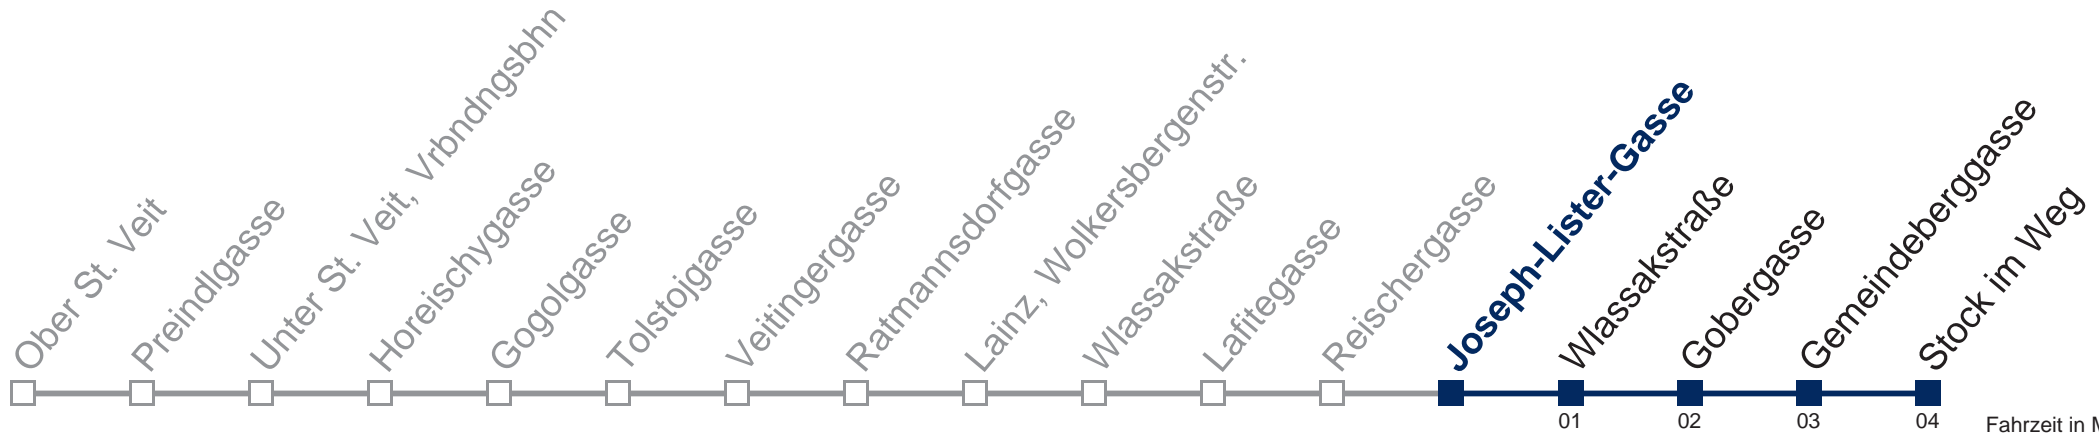 Ober St. Veit
Preindlgasse
Unter St. Veit, Vrbndngsbhn
Horeischygasse
Gogolgasse
Tolstojgasse
Veitingergasse
Ratmannsdorfgasse
Lainz, Wolkersbergenstr.
Wlassakstraße
Lafitegasse
Reischergasse
Joseph-Lister-Gasse
Wlassakstraße
Gobergasse
Gemeindeberggasse
Stock im Weg
01
02
03
04
Fahrzeit in M